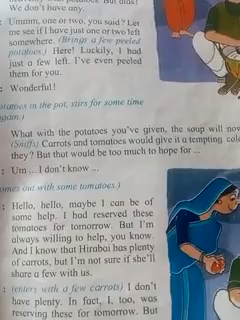 We don't have any.
: Ummm, one or two, you said? Let
me see if I have just one or two left
somewhere. (Brings a few peeled
potatoes.) Here! Luckily, I had
just a few left. I've even peeled
them for you.
: Wonderful!
otatoes in the pot, stirs for some time
again.)
What with the potatoes you've given, the soup will now
(Sniffs) Carrots and tomatoes would give it a tempting colo
they? But that would be too much to hope for ...
: Um ... I don't know ...
omes out with some tomatoes.)
: Hello, hello, maybe I can be of
some help. I had reserved these
tomatoes for tomorrow. But I'm
always willing to help, you know.
And I know that Hirabai has plenty
of carrots, but I'm not sure if she'll
share a few with us.
: (enters with a few carrots) I don't
have plenty. In fact, I, too, was
reserving these for tomorrow. But